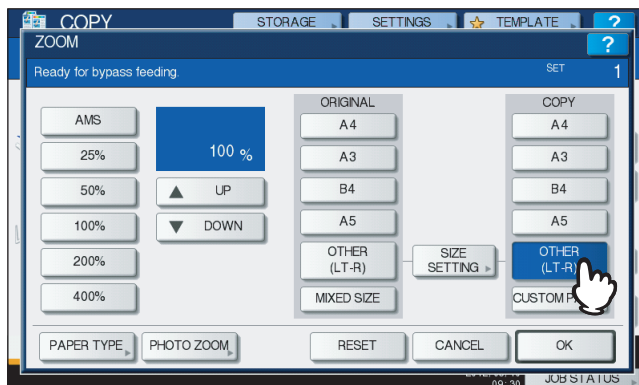 COPY
STORAGE
SETTINGS
TEMPLATE
?
ZOOM
?
Ready for bypass feeding.
SET 1
AMS
25%
50%
100%
200%
400%
100 %
UP
DOWN
ORIGINAL
A4
A3
B4
A5
OTHER
(LT-R)
MIXED SIZE
SIZE
SETTING
COPY
A4
A3
B4
A5
OTHER
(LT-R)
CUSTOM
PAPER TYPE
PHOTO ZOOM
RESET
CANCEL
OK
09:30
JOB STATUS